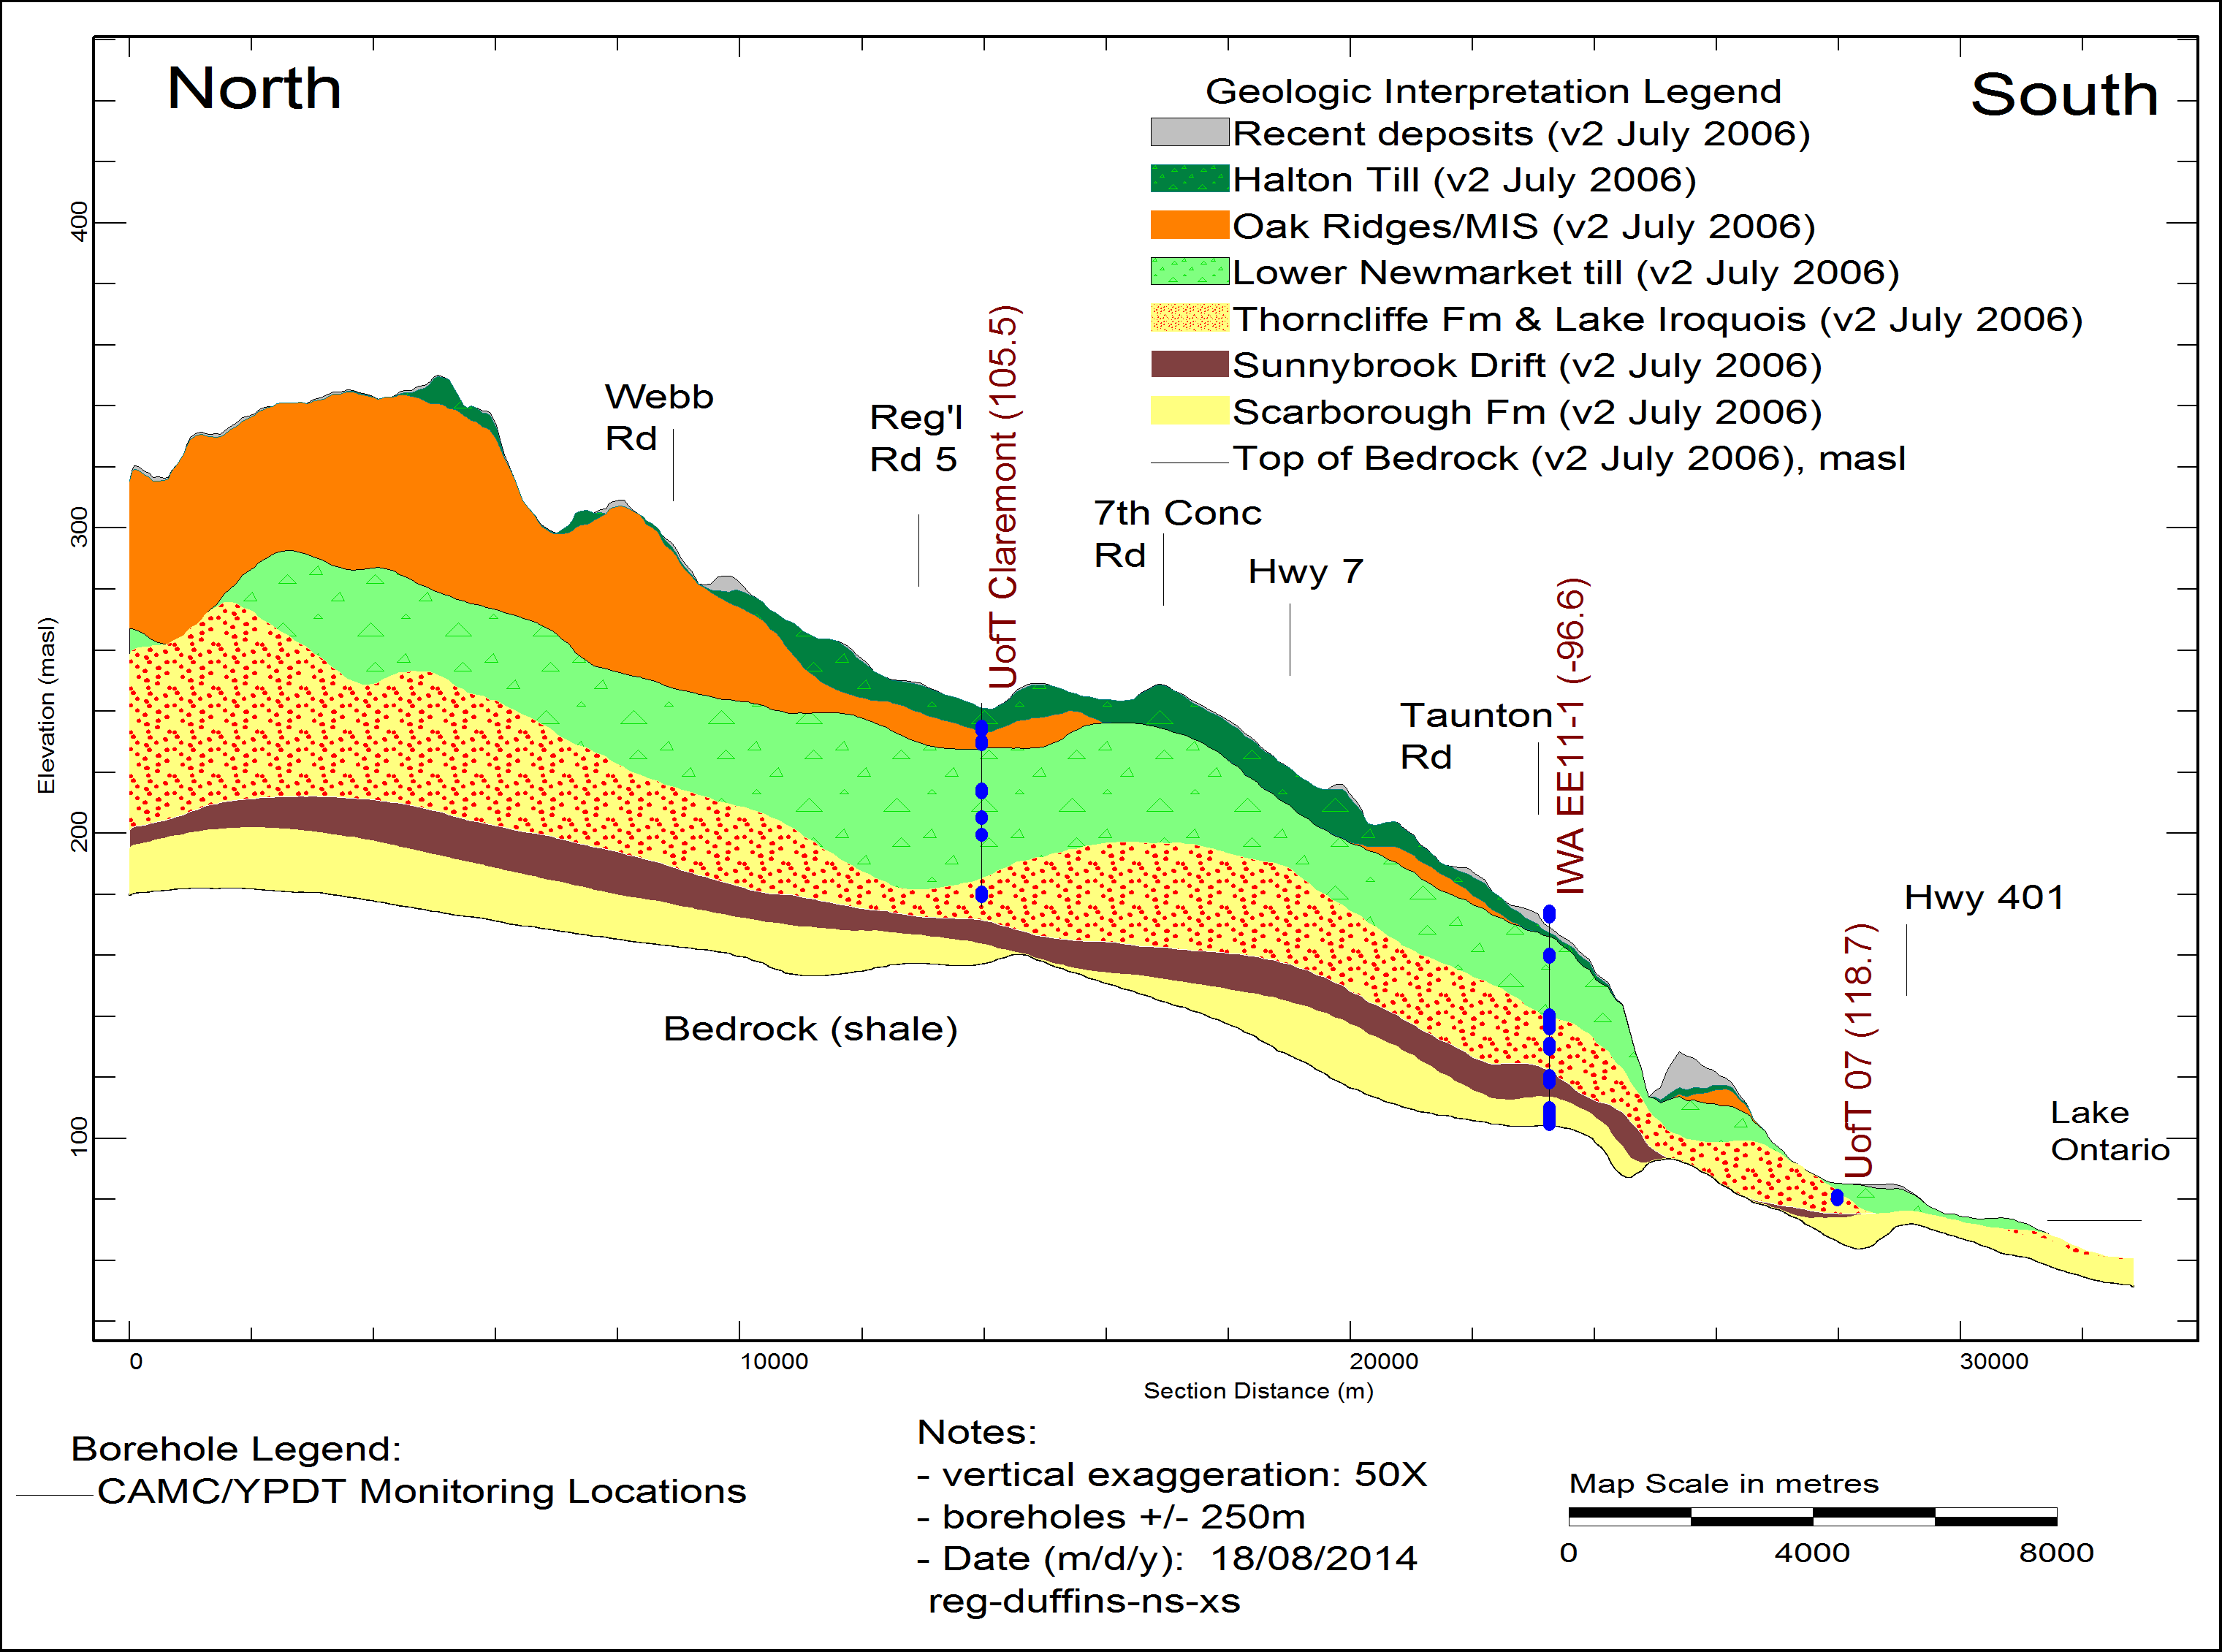 North
South
Geologic Interpretation Legend
Recent deposits (v2 July 2006)
Halton Till (v2 July 2006)
Oak Ridges/MIS (v2 July 2006)
Lower Newmarket till (v2 July 2006)
Thorncliffe Fm & Lake Iroquois (v2 July 2006)
Sunnybrook Drift (v2 July 2006)
Scarborough Fm (v2 July 2006)
Top of Bedrock (v2 July 2006), masl
400
300
200
100
Elevation (masl)
Webb
Rd
Reg'l
Rd 5
UofT Claremont (105.5)
7th Conc
Rd
Hwy 7
Taunton
Rd
IWA EE11-1 (-96.6)
UofT 07 (118.7)
Hwy 401
Lake
Ontario
Bedrock (shale)
0
10000
20000
30000
Section Distance (m)
Borehole Legend:
CAMC/YPDT Monitoring Locations
Notes:
- vertical exaggeration: 50X
- boreholes +/- 250m
- Date (m/d/y): 18/08/2014
reg-duffins-ns-xs
Map Scale in metres
0
4000
8000